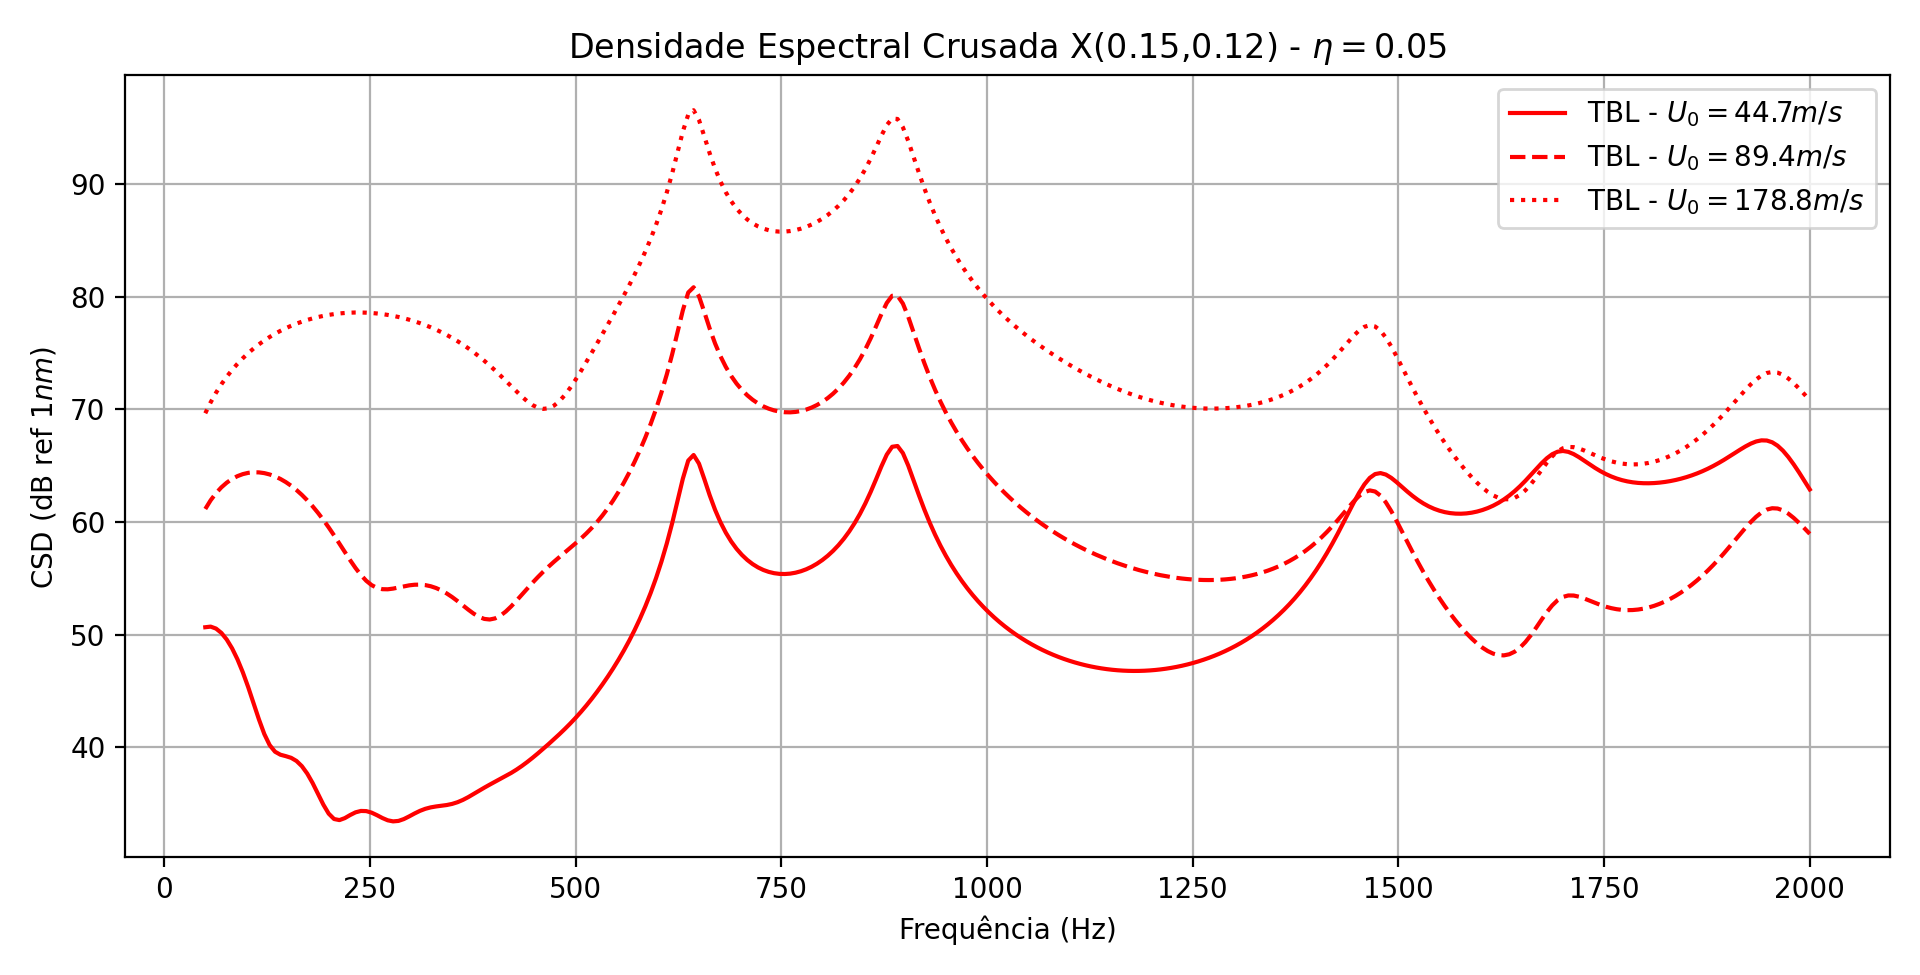 Densidade Espectral Crusada X(0.15,0.12) - η = 0.05
TBL - U₀ = 44.7m/s
TBL - U₀ = 89.4m/s
TBL - U₀ = 178.8m/s
CSD (dB ref 1nm)
90
80
70
60
50
40
0 250 500 750 1000 1250 1500 1750 2000
Frequência (Hz)